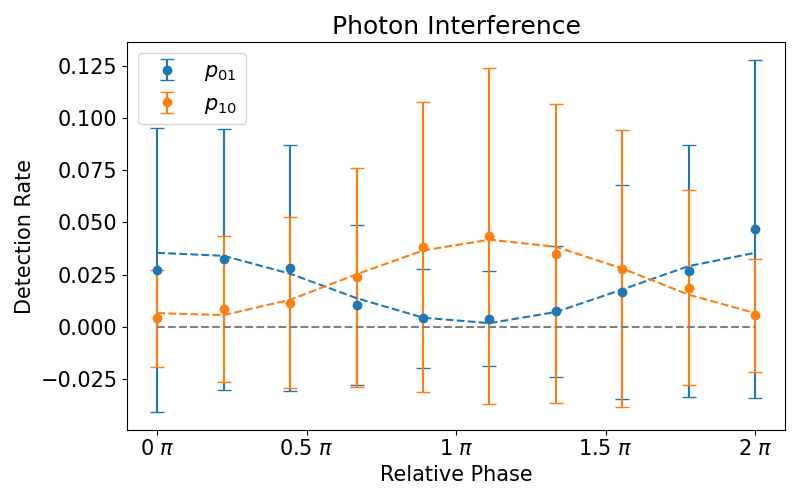 Photon Interference
p₀₁
p₁₀
0.125
0.100
0.075
0.050
0.025
0.000
−0.025
Detection Rate
0 π
0.5 π
1 π
1.5 π
2 π
Relative Phase